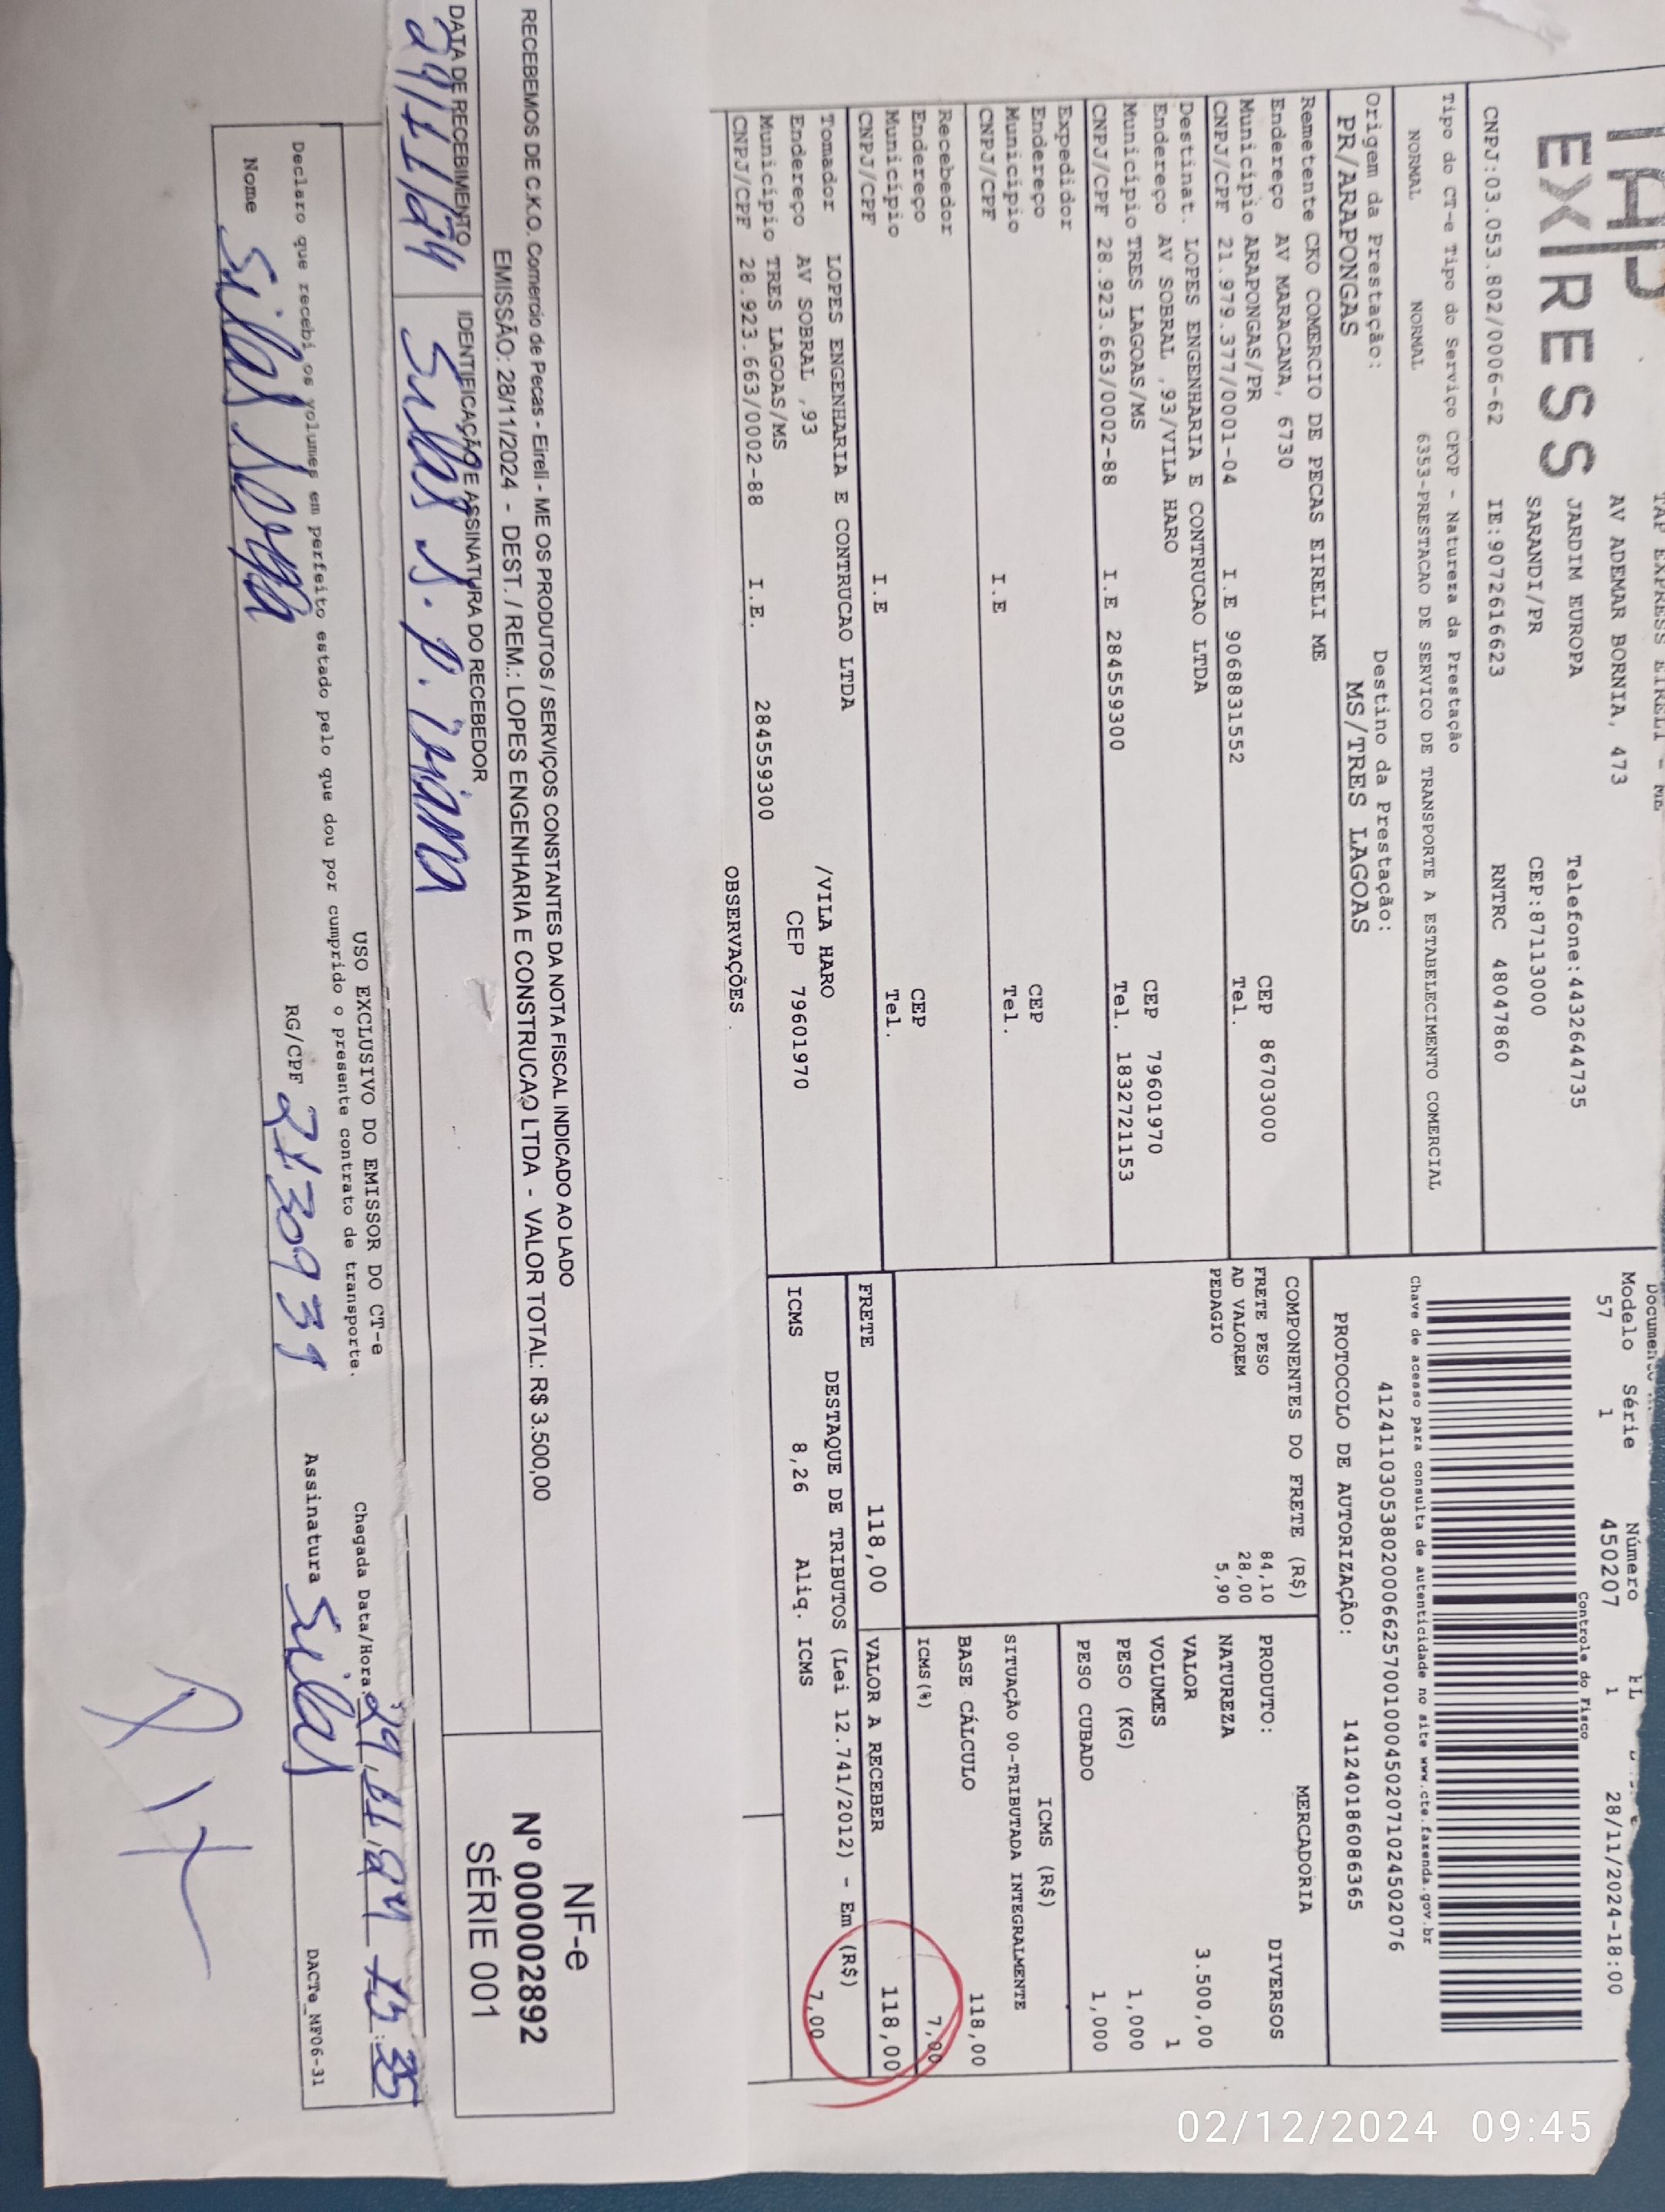 TAP EXPRESS EIRELI - ME
AV ADEMAR BORNIA, 473
JARDIM EUROPA Telefone:4432644735
SARANDI/PR CEP:87113000
TAP
EXPRESS
CNPJ:03.053.802/0006-62 IE:9072616623 RNTRC 48047860
Modelo Série Número FL
57 1 450207 1 28/11/2024-18:00
Controle do Fisco
Chave de acesso para consulta de autenticidade no site www.cte.fazenda.gov.br
41241103053802000662570010004502071024502076
PROTOCOLO DE AUTORIZAÇÃO: 141240186086365
Tipo do CT-e Tipo do Serviço CFOP - Natureza da Prestação
NORMAL NORMAL 6353-PRESTACAO DE SERVICO DE TRANSPORTE A ESTABELECIMENTO COMERCIAL
Origem da Prestação: Destino da Prestação:
PR/ARAPONGAS MS/TRES LAGOAS
Remetente CKO COMERCIO DE PECAS EIRELI ME
Endereço AV MARACANA, 6730 CEP 86703000
Município ARAPONGAS/PR Tel.
CNPJ/CPF 21.979.377/0001-04 I.E 9068831552
Destinat. LOPES ENGENHARIA E CONTRUCAO LTDA
Endereço AV SOBRAL ,93/VILA HARO CEP 79601970
Município TRES LAGOAS/MS Tel. 1832721153
CNPJ/CPF 28.923.663/0002-88 I.E 284559300
Expedidor
Endereço CEP
Município Tel.
CNPJ/CPF I.E
Recebedor
Endereço CEP
Município Tel.
CNPJ/CPF I.E
Tomador LOPES ENGENHARIA E CONTRUCAO LTDA
Endereço AV SOBRAL ,93 /VILA HARO
Município TRES LAGOAS/MS CEP 79601970
CNPJ/CPF 28.923.663/0002-88 I.E. 284559300
OBSERVAÇÕES
COMPONENTES DO FRETE (R$)
FRETE PESO 84,10
AD VALOREM 28,00
PEDAGIO 5,90
MERCADORIA
PRODUTO: DIVERSOS
NATUREZA
VALOR 3.500,00
VOLUMES 1
PESO (KG) 1,000
PESO CUBADO 1,000
ICMS (R$)
SITUAÇÃO 00-TRIBUTADA INTEGRALMENTE
BASE CÁLCULO 118,00
ICMS(%) 7,00
FRETE 118,00 VALOR A RECEBER 118,00
DESTAQUE DE TRIBUTOS (Lei 12.741/2012) - Em (R$)
ICMS 8,26 Aliq. ICMS 7,00
RECEBEMOS DE C.K.O. Comercio de Pecas - Eireli - ME OS PRODUTOS / SERVIÇOS CONSTANTES DA NOTA FISCAL INDICADO AO LADO
EMISSÃO: 28/11/2024 - DEST. / REM.: LOPES ENGENHARIA E CONSTRUCAO LTDA - VALOR TOTAL: R$ 3.500,00
DATA DE RECEBIMENTO IDENTIFICAÇÃO E ASSINATURA DO RECEBEDOR
29/11/24 Silas S. P. Viana
NF-e
Nº 000002892
SÉRIE 001
USO EXCLUSIVO DO EMISSOR DO CT-e
Declaro que recebi os volumes em perfeito estado pelo que dou por cumprido o presente contrato de transporte.
Chegada Data/Hora: 29/11/24
Nome Silas RG/CPF Assinatura Silas
DACTe_MF06-31
02/12/2024 09:45